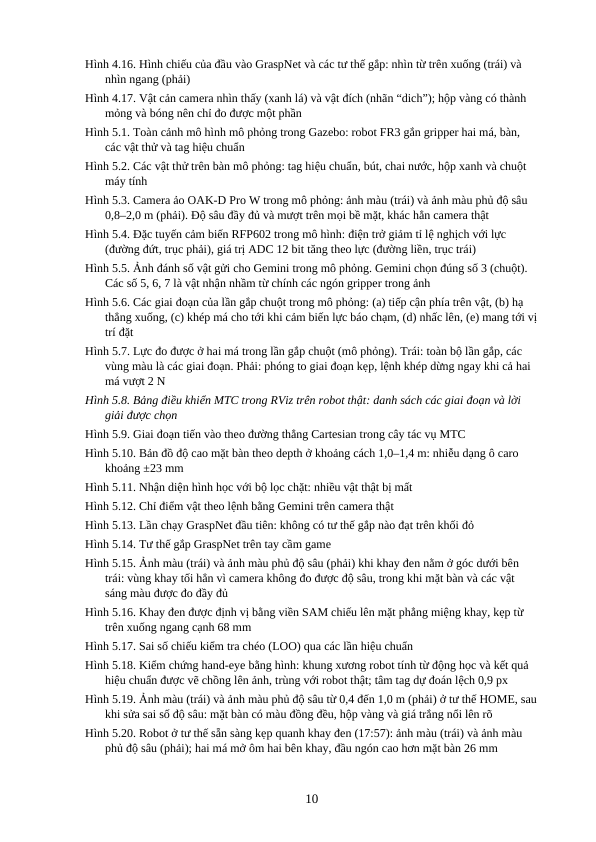 Hình 4.16. Hình chiếu của đầu vào GraspNet và các tư thế gắp: nhìn từ trên xuống (trái) và
nhìn ngang (phải)
Hình 4.17. Vật cản camera nhìn thấy (xanh lá) và vật đích (nhãn “dich”); hộp vàng có thành
mỏng và bóng nên chỉ đo được một phần
Hình 5.1. Toàn cảnh mô hình mô phỏng trong Gazebo: robot FR3 gắn gripper hai má, bàn,
các vật thử và tag hiệu chuẩn
Hình 5.2. Các vật thử trên bàn mô phỏng: tag hiệu chuẩn, bút, chai nước, hộp xanh và chuột
máy tính
Hình 5.3. Camera ảo OAK-D Pro W trong mô phỏng: ảnh màu (trái) và ảnh màu phủ độ sâu
0,8–2,0 m (phải). Độ sâu đầy đủ và mượt trên mọi bề mặt, khác hẳn camera thật
Hình 5.4. Đặc tuyến cảm biến RFP602 trong mô hình: điện trở giảm tỉ lệ nghịch với lực
(đường đứt, trục phải), giá trị ADC 12 bit tăng theo lực (đường liền, trục trái)
Hình 5.5. Ảnh đánh số vật gửi cho Gemini trong mô phỏng. Gemini chọn đúng số 3 (chuột).
Các số 5, 6, 7 là vật nhận nhầm từ chính các ngón gripper trong ảnh
Hình 5.6. Các giai đoạn của lần gắp chuột trong mô phỏng: (a) tiếp cận phía trên vật, (b) hạ
thẳng xuống, (c) khép má cho tới khi cảm biến lực báo chạm, (d) nhấc lên, (e) mang tới vị
trí đặt
Hình 5.7. Lực đo được ở hai má trong lần gắp chuột (mô phỏng). Trái: toàn bộ lần gắp, các
vùng màu là các giai đoạn. Phải: phóng to giai đoạn kẹp, lệnh khép dừng ngay khi cả hai
má vượt 2 N
Hình 5.8. Bảng điều khiển MTC trong RViz trên robot thật: danh sách các giai đoạn và lời
giải được chọn
Hình 5.9. Giai đoạn tiến vào theo đường thẳng Cartesian trong cây tác vụ MTC
Hình 5.10. Bản đồ độ cao mặt bàn theo depth ở khoảng cách 1,0–1,4 m: nhiễu dạng ô caro
khoảng ±23 mm
Hình 5.11. Nhận diện hình học với bộ lọc chặt: nhiều vật thật bị mất
Hình 5.12. Chỉ điểm vật theo lệnh bằng Gemini trên camera thật
Hình 5.13. Lần chạy GraspNet đầu tiên: không có tư thế gắp nào đạt trên khối đỏ
Hình 5.14. Tư thế gắp GraspNet trên tay cầm game
Hình 5.15. Ảnh màu (trái) và ảnh màu phủ độ sâu (phải) khi khay đen nằm ở góc dưới bên
trái: vùng khay tối hẳn vì camera không đo được độ sâu, trong khi mặt bàn và các vật
sáng màu được đo đầy đủ
Hình 5.16. Khay đen được định vị bằng viền SAM chiếu lên mặt phẳng miệng khay, kẹp từ
trên xuống ngang cạnh 68 mm
Hình 5.17. Sai số chiếu kiểm tra chéo (LOO) qua các lần hiệu chuẩn
Hình 5.18. Kiểm chứng hand-eye bằng hình: khung xương robot tính từ động học và kết quả
hiệu chuẩn được vẽ chồng lên ảnh, trùng với robot thật; tâm tag dự đoán lệch 0,9 px
Hình 5.19. Ảnh màu (trái) và ảnh màu phủ độ sâu từ 0,4 đến 1,0 m (phải) ở tư thế HOME, sau
khi sửa sai số độ sâu: mặt bàn có màu đồng đều, hộp vàng và giá trắng nổi lên rõ
Hình 5.20. Robot ở tư thế sẵn sàng kẹp quanh khay đen (17:57): ảnh màu (trái) và ảnh màu
phủ độ sâu (phải); hai má mở ôm hai bên khay, đầu ngón cao hơn mặt bàn 26 mm
10